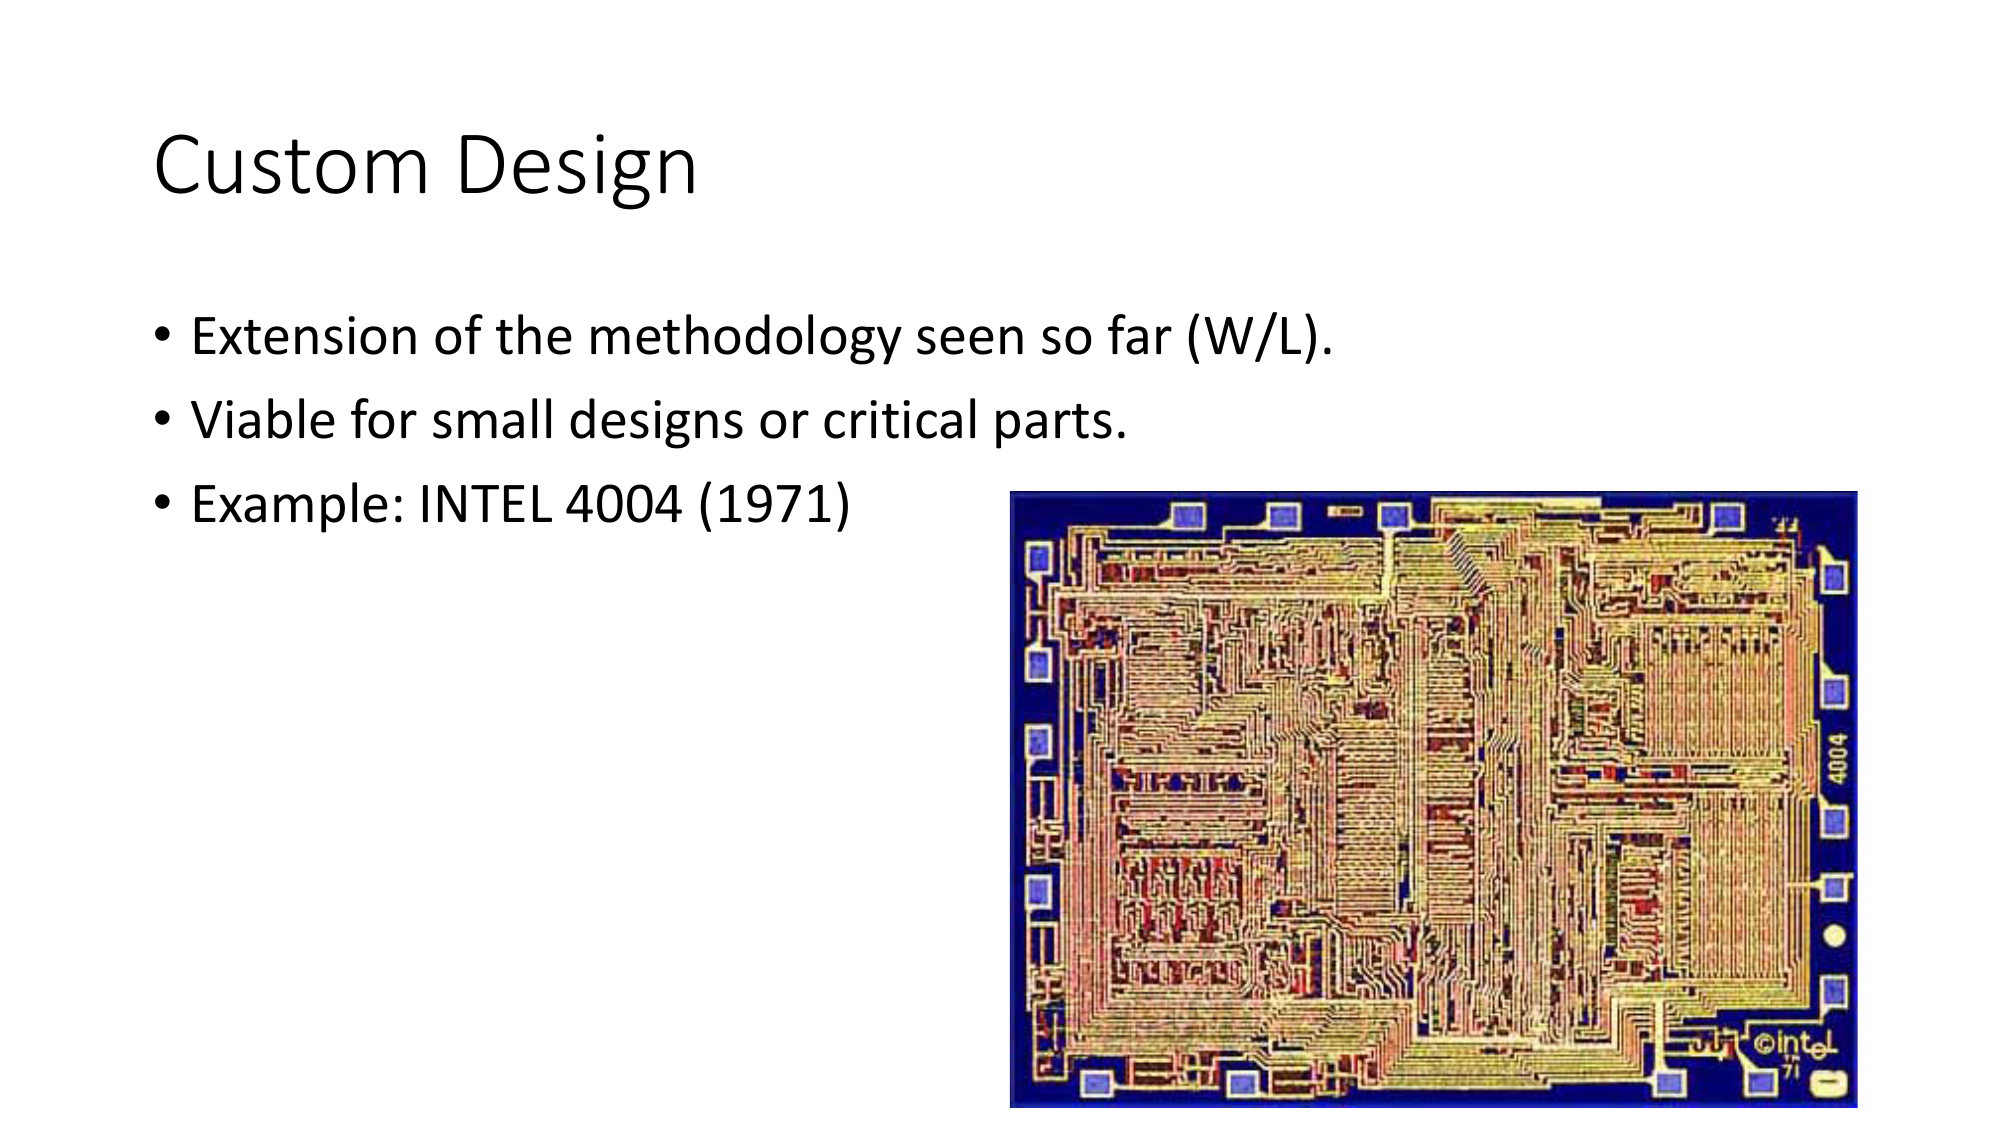 Custom Design
• Extension of the methodology seen so far (W/L).
• Viable for small designs or critical parts.
• Example: INTEL 4004 (1971)
4004
©inteL
71